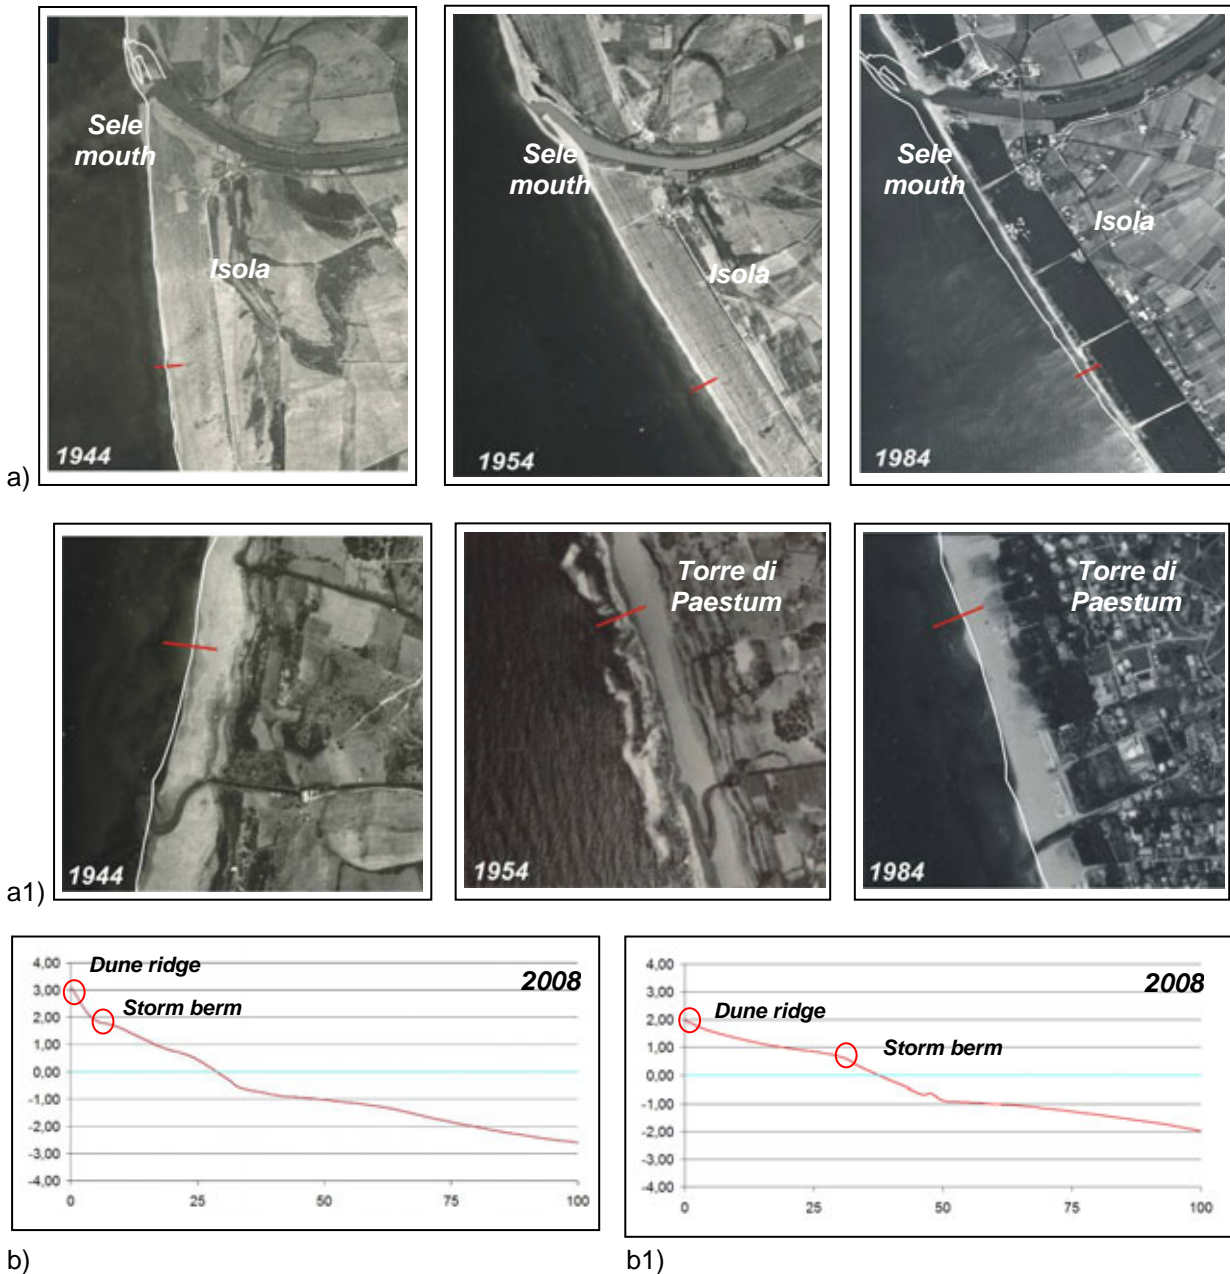 Sele
mouth
Isola
1944
Sele
mouth
Isola
1954
Sele
mouth
Isola
1984
a)
1944
Torre di
Paestum
1954
Torre di
Paestum
1984
a1)
4,00
3,00
2,00
1,00
0,00
-1,00
-2,00
-3,00
-4,00
0
25
50
75
100
Dune ridge
Storm berm
2008
b)
4,00
3,00
2,00
1,00
0,00
-1,00
-2,00
-3,00
-4,00
0
25
50
75
100
Dune ridge
Storm berm
2008
b1)